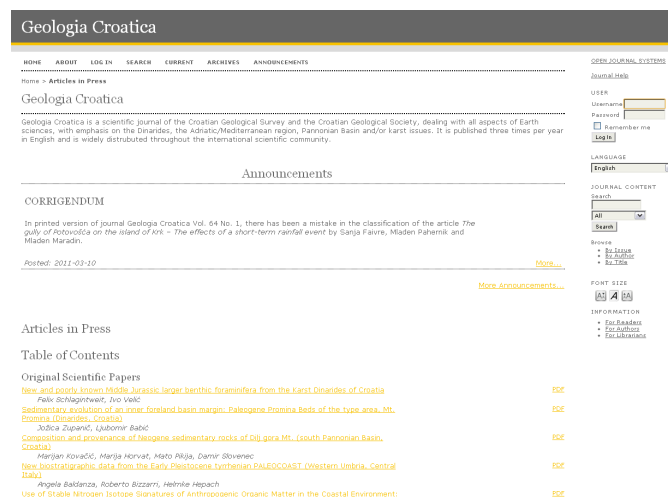 Geologia Croatica
HOME ABOUT LOG IN SEARCH CURRENT ARCHIVES ANNOUNCEMENTS
Home > Articles in Press
Geologia Croatica
Geologia Croatica is a scientific journal of the Croatian Geological Survey and the Croatian Geological Society, dealing with all aspects of Earth
sciences, with emphasis on the Dinarides, the Adriatic/Mediterranean region, Pannonian Basin and/or karst issues. It is published three times per year
in English and is widely distrubuted throughout the international scientific community.
Announcements
CORRIGENDUM
In printed version of journal Geologia Croatica Vol. 64 No. 1, there has been a mistake in the classification of the article The
gully of Potovošća on the island of Krk – The effects of a short-term rainfall event by Sanja Faivre, Mladen Pahernik and
Mladen Maradin.
Posted: 2011-03-10 More...
More Announcements...
Articles in Press
Table of Contents
Original Scientific Papers
New and poorly known Middle Jurassic larger benthic foraminifera from the Karst Dinarides of Croatia PDF
Felix Schlagintweit, Ivo Velić
Sedimentary evolution of an inner foreland basin margin: Paleogene Promina Beds of the type area, Mt. PDF
Promina (Dinarides, Croatia)
Jožica Zupanič, Ljubomir Babić
Composition and provenance of Neogene sedimentary rocks of Dilj gora Mt. (south Pannonian Basin, PDF
Croatia)
Marijan Kovačić, Marija Horvat, Mato Pikija, Damir Slovenec
New biostratigraphic data from the Early Pleistocene tyrrhenian PALEOCOAST (Western Umbria, Central PDF
Italy)
Angela Baldanza, Roberto Bizzarri, Helmke Hepach
Use of Stable Nitrogen Isotope Signatures of Anthropogenic Organic Matter in the Coastal Environment: PDF
OPEN JOURNAL SYSTEMS
Journal Help
USER
Username
Password
Remember me
Log In
LANGUAGE
English
JOURNAL CONTENT
Search
All
Search
Browse
By Issue
By Author
By Title
FONT SIZE
A A A
INFORMATION
For Readers
For Authors
For Librarians